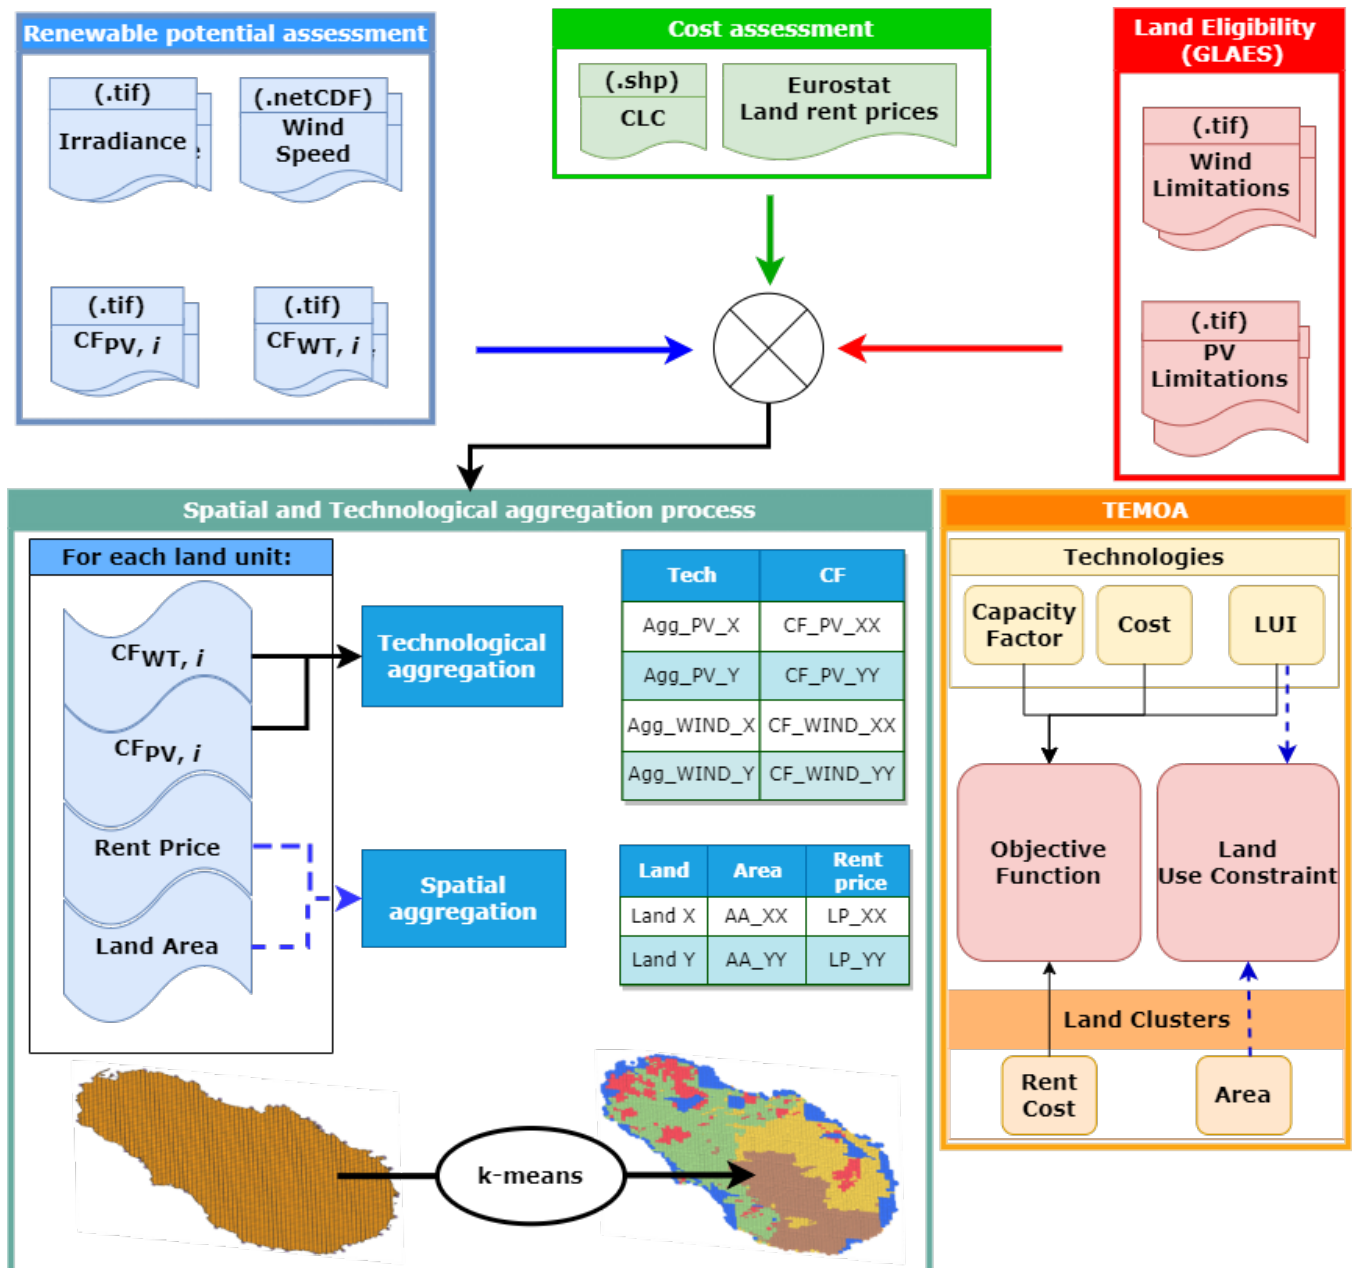 Renewable potential assessment
(.tif)
Irradiance
(.netCDF)
Wind
Speed
(.tif)
CFPV, i
(.tif)
CFWT, i
Cost assessment
(.shp)
CLC
Eurostat
Land rent prices
Land Eligibility
(GLAES)
(.tif)
Wind
Limitations
(.tif)
PV
Limitations
Spatial and Technological aggregation process
For each land unit:
CFWT, i
CFPV, i
Rent Price
Land Area
Technological
aggregation
Spatial
aggregation
Tech CF
Agg_PV_X CF_PV_XX
Agg_PV_Y CF_PV_YY
Agg_WIND_X CF_WIND_XX
Agg_WIND_Y CF_WIND_YY
Land Area Rent
price
Land X AA_XX LP_XX
Land Y AA_YY LP_YY
k-means
TEMOA
Technologies
Capacity
Factor
Cost
LUI
Objective
Function
Land
Use Constraint
Land Clusters
Rent
Cost
Area